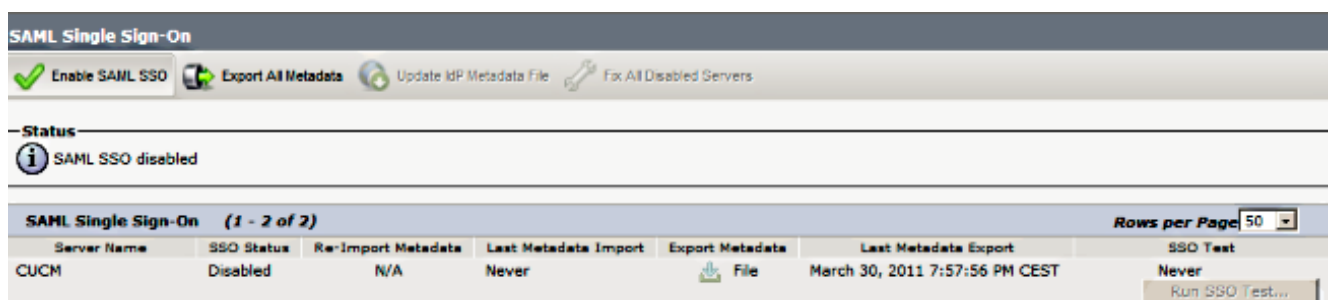 SAML Single Sign-On
Enable SAML SSO Export All Metadata Update IdP Metadata File Fix All Disabled Servers
Status
SAML SSO disabled
SAML Single Sign-On (1 - 2 of 2) Rows per Page 50
Server Name SSO Status Re-Import Metadata Last Metadata Import Export Metadata Last Metadata Export SSO Test
CUCM Disabled N/A Never File March 30, 2011 7:57:56 PM CEST Never
Run SSO Test...